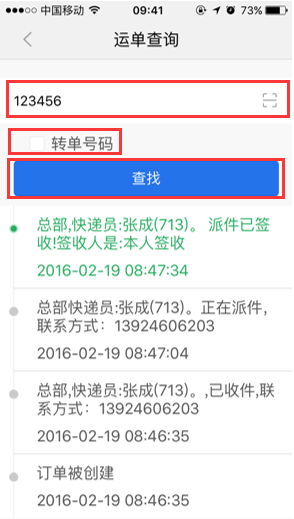 中国移动 09:41 73%
运单查询
123456
转单号码
查找
总部,快递员:张成(713)。 派件已签
收!签收人是:本人签收
2016-02-19 08:47:34
总部快递员:张成(713)。正在派件,
联系方式：13924606203
2016-02-19 08:47:04
总部,快递员:张成(713)。,已收件,联
系方式：13924606203
2016-02-19 08:46:35
订单被创建
2016-02-19 08:46:35